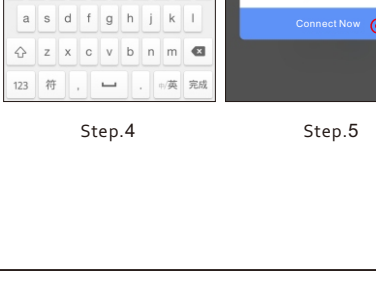 a s d f g h j k l
Connect Now
z x c v b n m
123 符 , . 中/英 完成
Step.4
Step.5